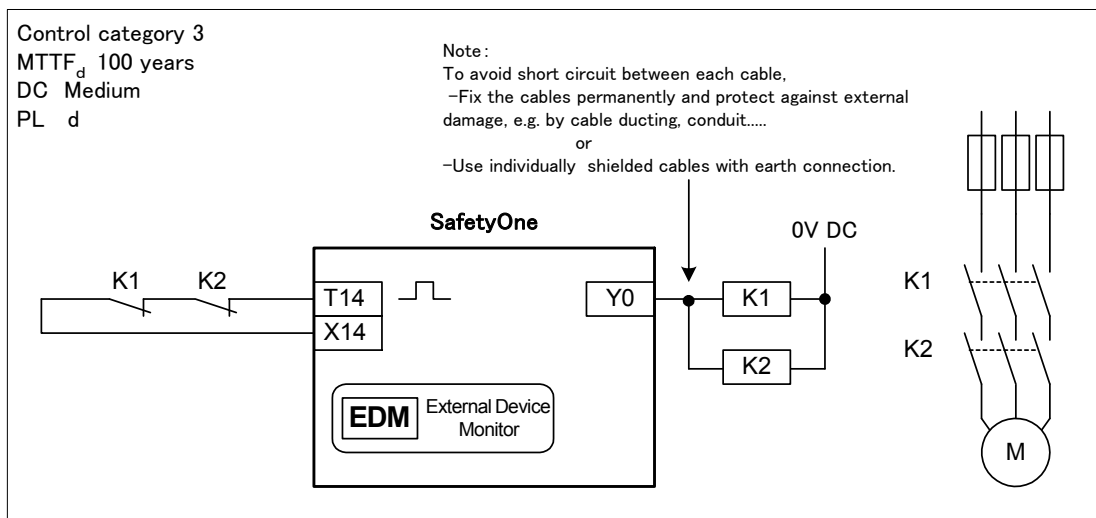 Control category 3
MTTFd 100 years
DC Medium
PL d
Note :
To avoid short circuit between each cable,
-Fix the cables permanently and protect against external
damage, e.g. by cable ducting, conduit.....
or
-Use individually shielded cables with earth connection.
SafetyOne
0V DC
K1 K2
T14
X14
Y0
K1
K2
EDM
External Device
Monitor
K1
K2
M